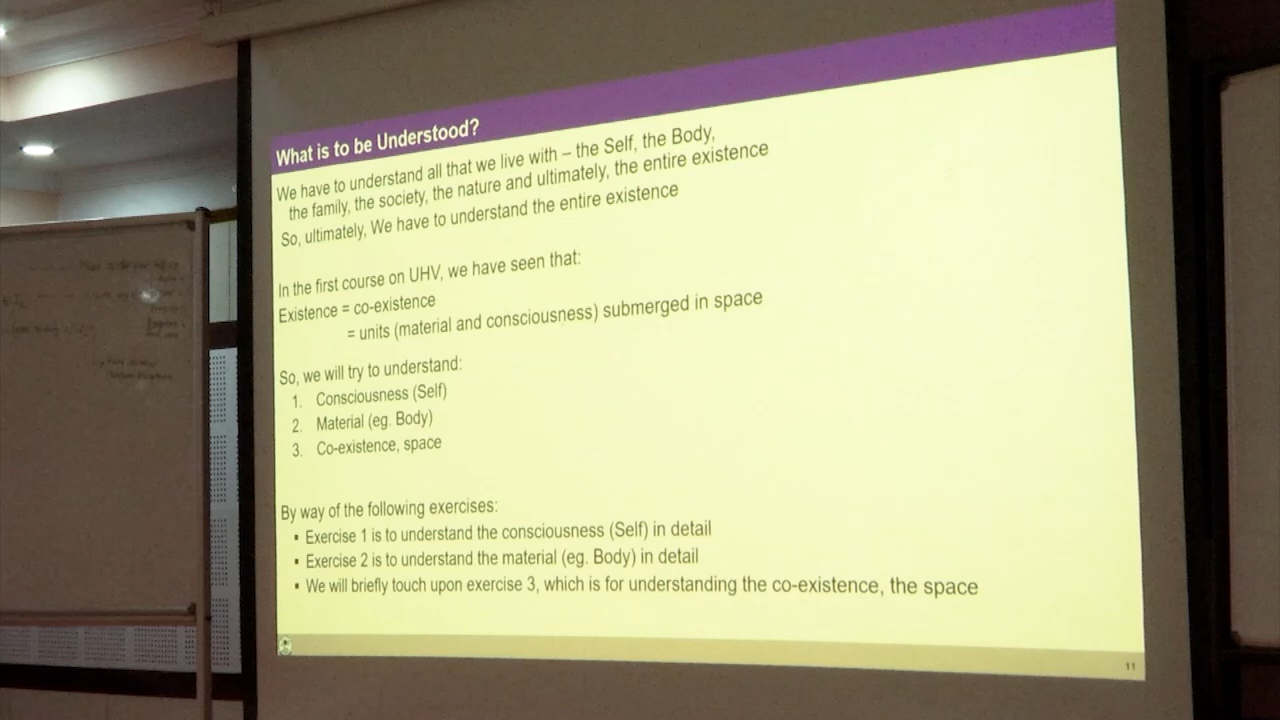 What is to be Understood?
We have to understand all that we live with – the Self, the Body,
the family, the society, the nature and ultimately, the entire existence
So, ultimately, We have to understand the entire existence
In the first course on UHV, we have seen that:
Existence = co-existence
= units (material and consciousness) submerged in space
So, we will try to understand:
1. Consciousness (Self)
2. Material (eg. Body)
3. Co-existence, space
By way of the following exercises:
▪ Exercise 1 is to understand the consciousness (Self) in detail
▪ Exercise 2 is to understand the material (eg. Body) in detail
▪ We will briefly touch upon exercise 3, which is for understanding the co-existence, the space
11